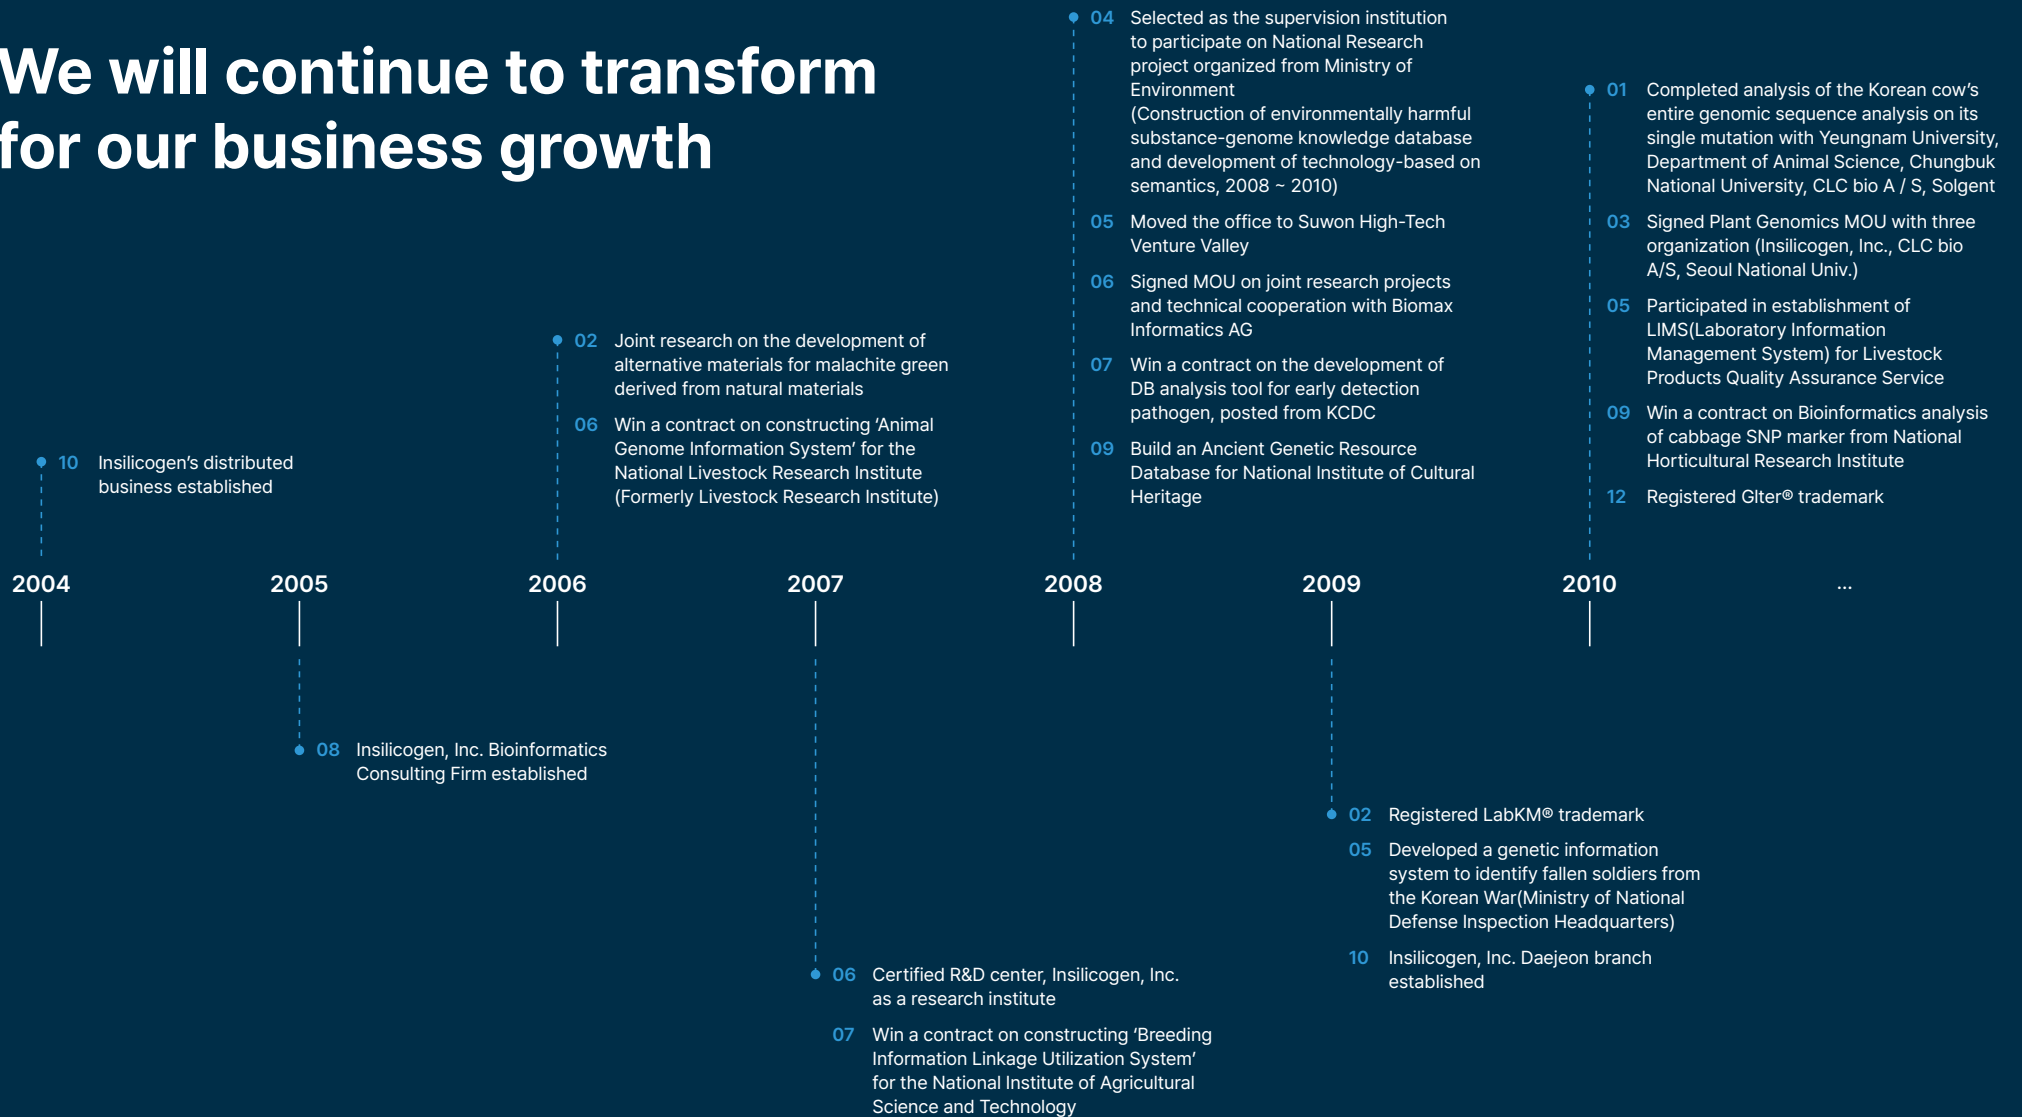 We will continue to transform
for our business growth
10 Insilicogen’s distributed
business established
2004
2005
08 Insilicogen, Inc. Bioinformatics
Consulting Firm established
02 Joint research on the development of
alternative materials for malachite green
derived from natural materials
06 Win a contract on constructing ‘Animal
Genome Information System’ for the
National Livestock Research Institute
(Formerly Livestock Research Institute)
2006
2007
06 Certified R&D center, Insilicogen, Inc.
as a research institute
07 Win a contract on constructing ‘Breeding
Information Linkage Utilization System’
for the National Institute of Agricultural
Science and Technology
04 Selected as the supervision institution
to participate on National Research
project organized from Ministry of
Environment
(Construction of environmentally harmful
substance-genome knowledge database
and development of technology-based on
semantics, 2008 ~ 2010)
05 Moved the office to Suwon High-Tech
Venture Valley
06 Signed MOU on joint research projects
and technical cooperation with Biomax
Informatics AG
07 Win a contract on the development of
DB analysis tool for early detection
pathogen, posted from KCDC
09 Build an Ancient Genetic Resource
Database for National Institute of Cultural
Heritage
2008
2009
02 Registered LabKM® trademark
05 Developed a genetic information
system to identify fallen soldiers from
the Korean War(Ministry of National
Defense Inspection Headquarters)
10 Insilicogen, Inc. Daejeon branch
established
01 Completed analysis of the Korean cow’s
entire genomic sequence analysis on its
single mutation with Yeungnam University,
Department of Animal Science, Chungbuk
National University, CLC bio A / S, Solgent
03 Signed Plant Genomics MOU with three
organization (Insilicogen, Inc., CLC bio
A/S, Seoul National Univ.)
05 Participated in establishment of
LIMS(Laboratory Information
Management System) for Livestock
Products Quality Assurance Service
09 Win a contract on Bioinformatics analysis
of cabbage SNP marker from National
Horticultural Research Institute
12 Registered GIter® trademark
2010
...